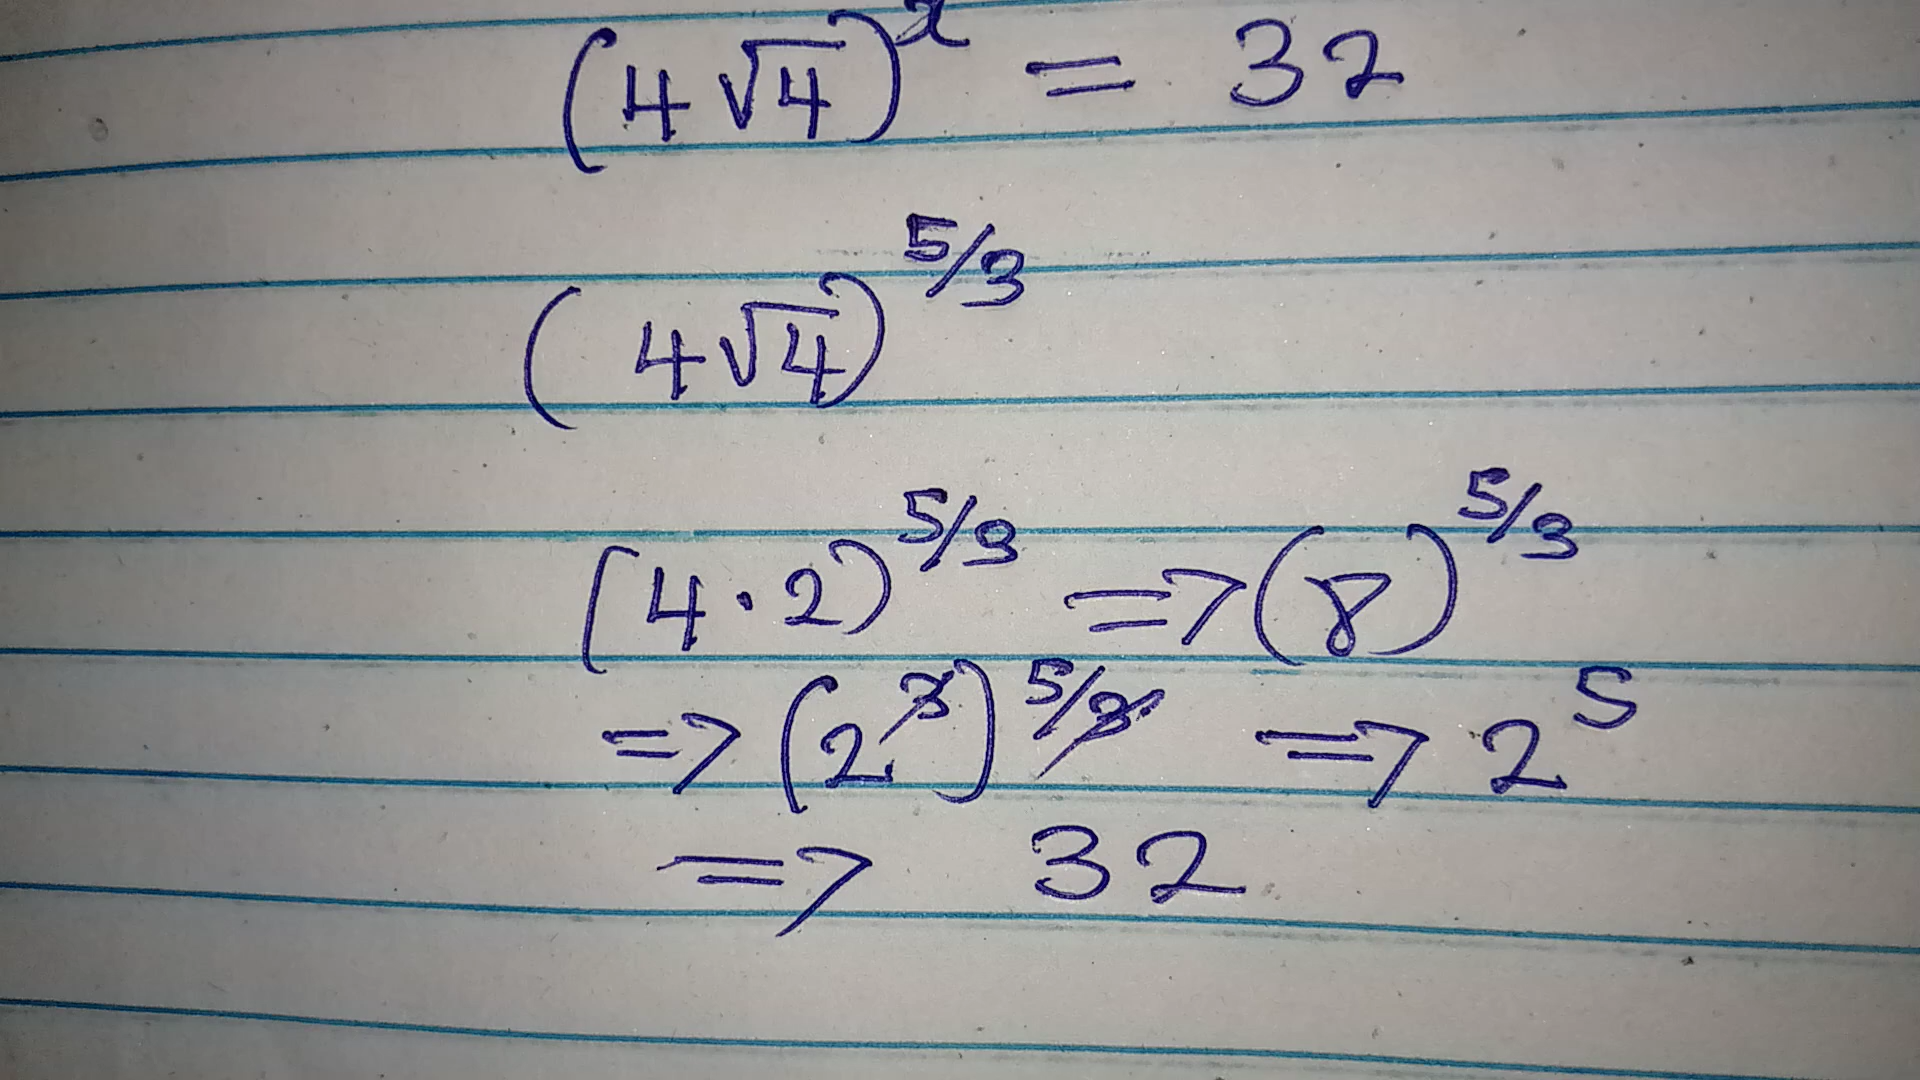 (4√4)^x = 32
(4√4)^5/3
(4·2)^5/3 => (8)^5/3
=> (2^3)^5/3 => 2^5
=> 32